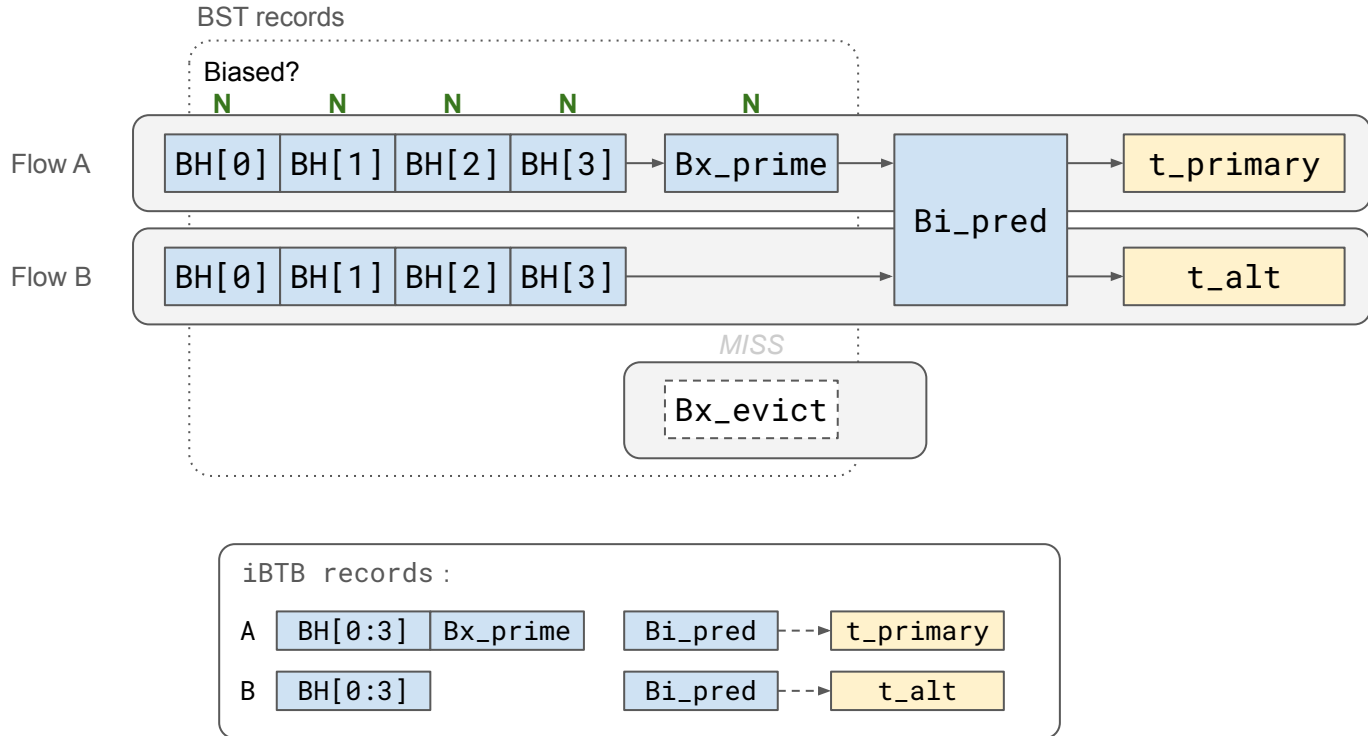 BST records
Biased?
N N N N N
Flow A BH[0] BH[1] BH[2] BH[3] Bx_prime t_primary
Bi_pred
Flow B BH[0] BH[1] BH[2] BH[3] t_alt
MISS
Bx_evict
iBTB records :
A BH[0:3] Bx_prime Bi_pred t_primary
B BH[0:3] Bi_pred t_alt